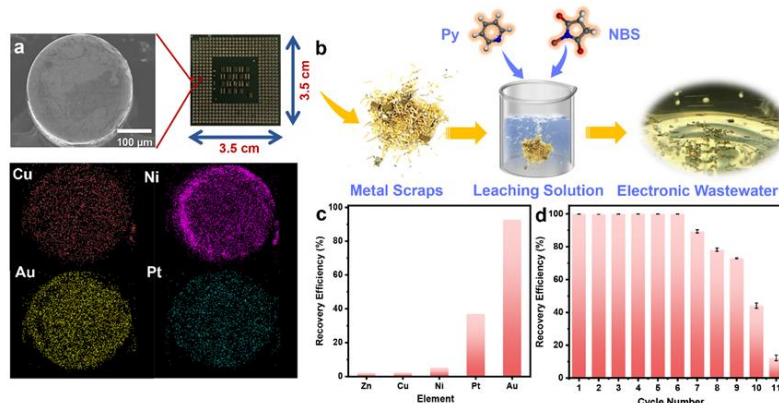 a
100 μm
3.5 cm
3.5 cm
Cu
Ni
Au
Pt
b
Py
NBS
Metal Scraps
Leaching Solution
Electronic Wastewater
c
Recovery Efficiency (%)
100
80
60
40
20
0
Zn Cu Ni Pt Au
Element
d
Recovery Efficiency (%)
100
80
60
40
20
0
1 2 3 4 5 6 7 8 9 10 11
Cycle Number